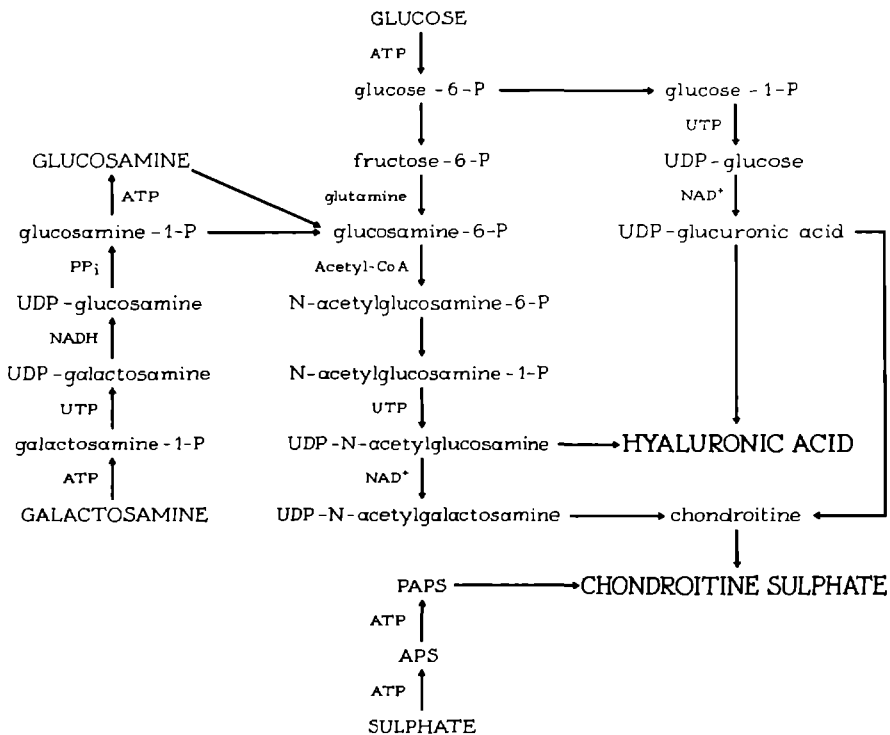 GLUCOSE
ATP
glucose-6-P
glucose-1-P
UTP
GLUCOSAMINE
fructose-6-P
UDP-glucose
ATP
glutamine
NAD⁺
glucosamine-1-P
glucosamine-6-P
UDP-glucuronic acid
PPi
Acetyl-CoA
UDP-glucosamine
N-acetylglucosamine-6-P
NADH
UDP-galactosamine
N-acetylglucosamine-1-P
UTP
UTP
galactosamine-1-P
UDP-N-acetylglucosamine
HYALURONIC ACID
ATP
NAD⁺
GALACTOSAMINE
UDP-N-acetylgalactosamine
chondroitine
PAPS
CHONDROITINE SULPHATE
ATP
APS
ATP
SULPHATE